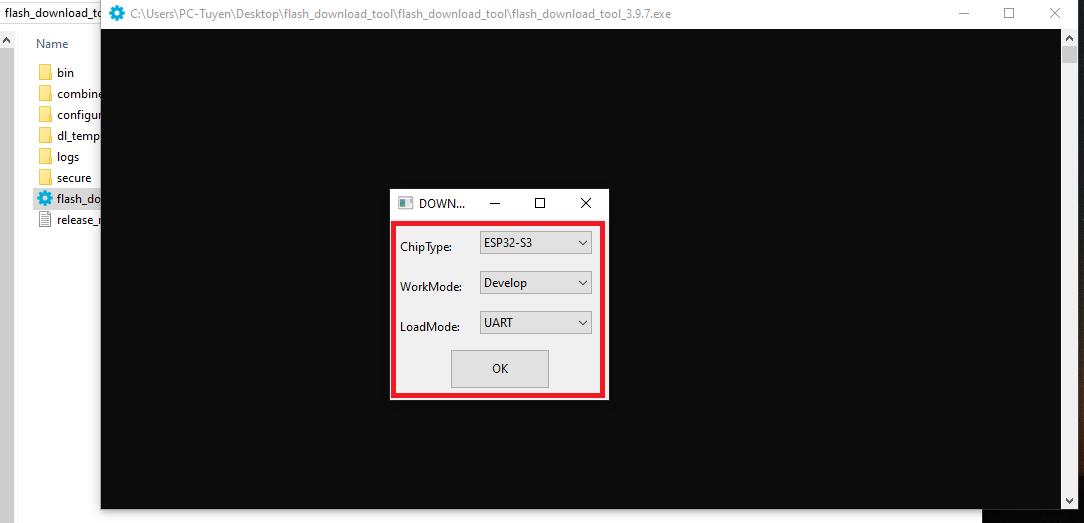 flash_download_to
C:\Users\PC-Tuyen\Desktop\flash_download_tool\flash_download_tool\flash_download_tool_3.9.7.exe
Name
bin
combine
configur
dl_temp
logs
secure
flash_do
release_r
DOWN...
ChipType: ESP32-S3
WorkMode: Develop
LoadMode: UART
OK